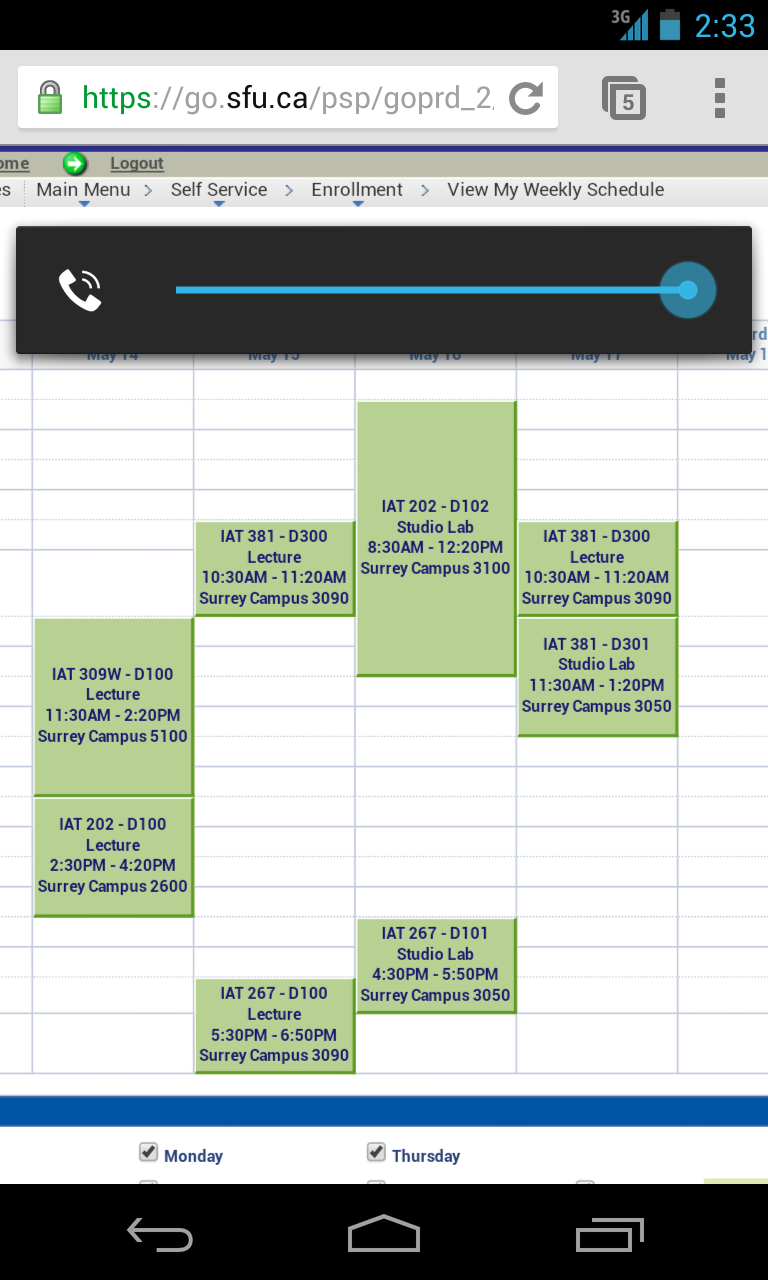 3G 2:33
https://go.sfu.ca/psp/goprd_2
5
ome Logout
es Main Menu Self Service Enrollment View My Weekly Schedule
rd
May 14 May 15 May 16 May 17 May 1
IAT 202 - D102
Studio Lab
8:30AM - 12:20PM
Surrey Campus 3100
IAT 381 - D300
Lecture
10:30AM - 11:20AM
Surrey Campus 3090
IAT 381 - D300
Lecture
10:30AM - 11:20AM
Surrey Campus 3090
IAT 309W - D100
Lecture
11:30AM - 2:20PM
Surrey Campus 5100
IAT 381 - D301
Studio Lab
11:30AM - 1:20PM
Surrey Campus 3050
IAT 202 - D100
Lecture
2:30PM - 4:20PM
Surrey Campus 2600
IAT 267 - D101
Studio Lab
4:30PM - 5:50PM
Surrey Campus 3050
IAT 267 - D100
Lecture
5:30PM - 6:50PM
Surrey Campus 3090
Monday Thursday